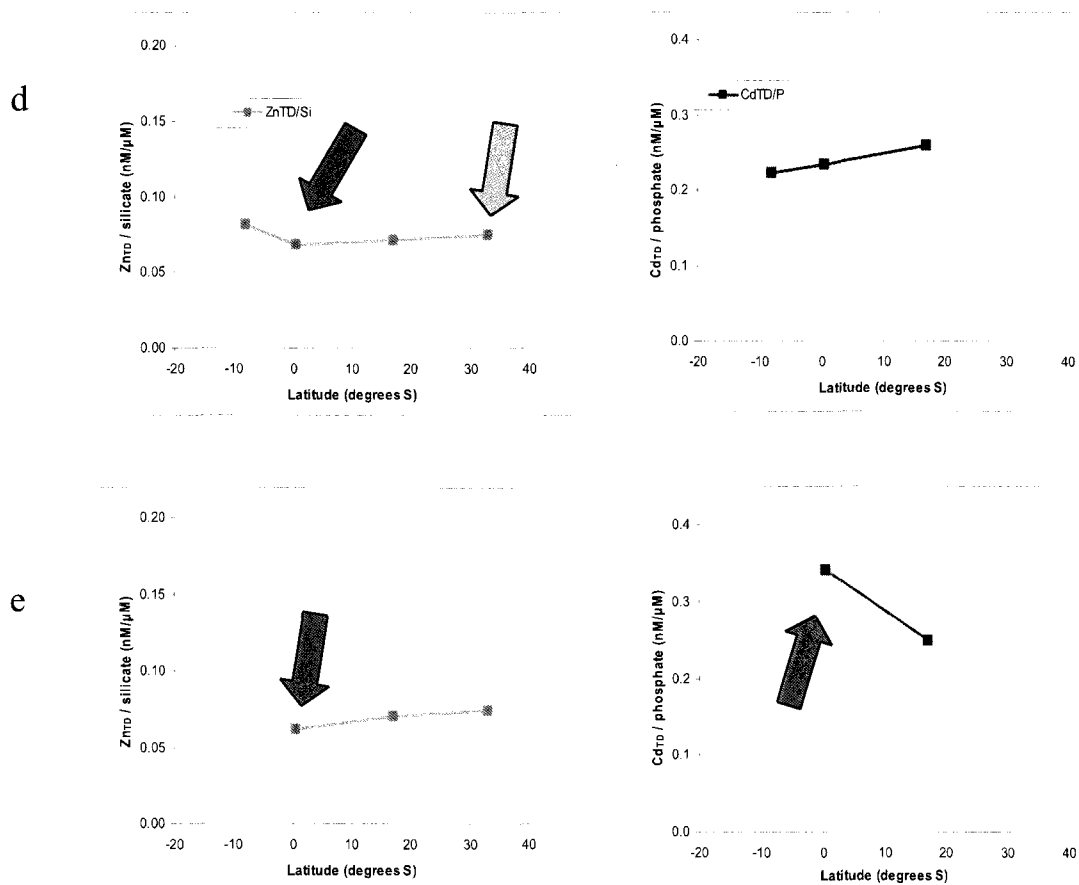 d
0.20
0.15
0.10
0.05
0.00
ZnTD / silicate (nM/µM)
ZnTD/Si
-20 -10 0 10 20 30 40
Latitude (degrees S)
0.4
0.3
0.2
0.1
0.0
CdTD / phosphate (nM/µM)
CdTD/P
-20 -10 0 10 20 30 40
Latitude (degrees S)
e
0.20
0.15
0.10
0.05
0.00
ZnTD / silicate (nM/µM)
-20 -10 0 10 20 30 40
Latitude (degrees S)
0.4
0.3
0.2
0.1
0.0
CdTD / phosphate (nM/µM)
-20 -10 0 10 20 30 40
Latitude (degrees S)